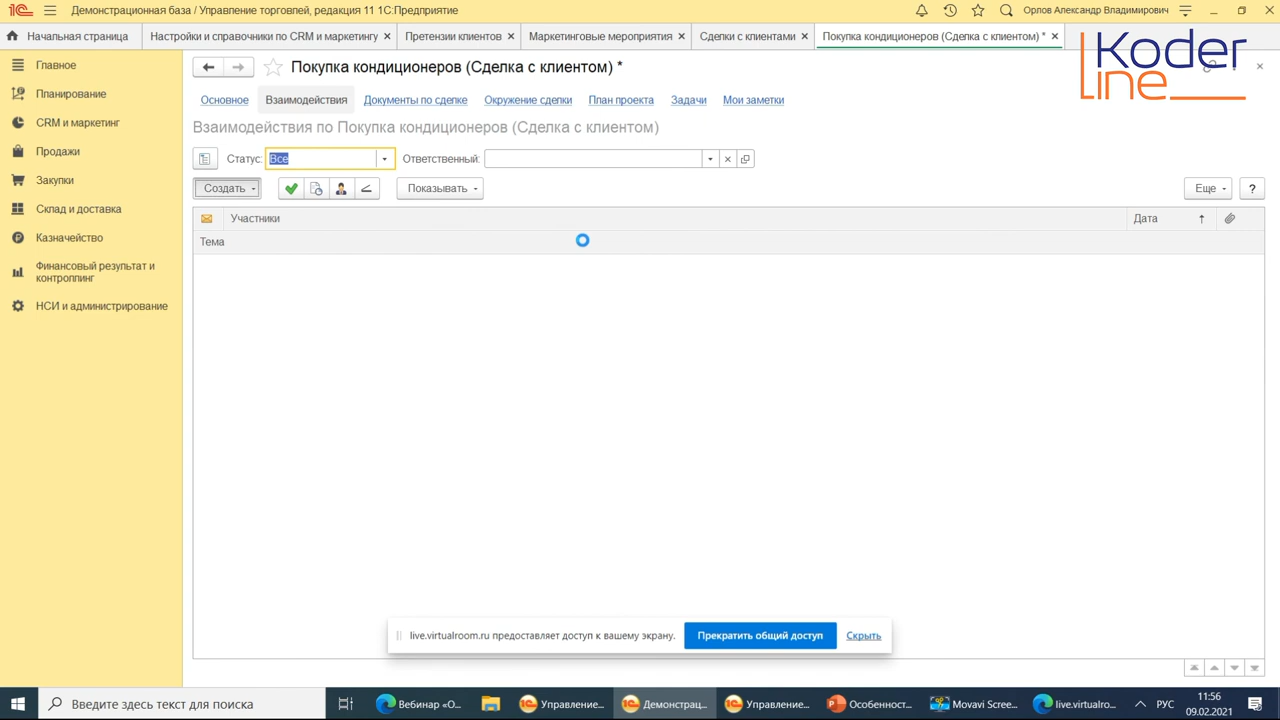 Демонстрационная база / Управление торговлей, редакция 11 1С:Предприятие
Орлов Александр Владимирович
Начальная страница
Настройки и справочники по CRM и маркетингу
Претензии клиентов
Маркетинговые мероприятия
Сделки с клиентами
Покупка кондиционеров (Сделка с клиентом) *
Koder
line
Главное
Планирование
CRM и маркетинг
Продажи
Закупки
Склад и доставка
Казначейство
Финансовый результат и
контроллинг
НСИ и администрирование
Покупка кондиционеров (Сделка с клиентом) *
Основное
Взаимодействия
Документы по сделке
Окружение сделки
План проекта
Задачи
Мои заметки
Взаимодействия по Покупка кондиционеров (Сделка с клиентом)
Статус: Все
Ответственный:
Создать
Показывать
Еще
?
Участники
Дата
Тема
live.virtualroom.ru предоставляет доступ к вашему экрану.
Прекратить общий доступ
Скрыть
Введите здесь текст для поиска
Вебинар «О...
Управление...
Демонстрац...
Управление...
Особенност...
Movavi Scree...
live.virtualro...
РУС
11:56
09.02.2021